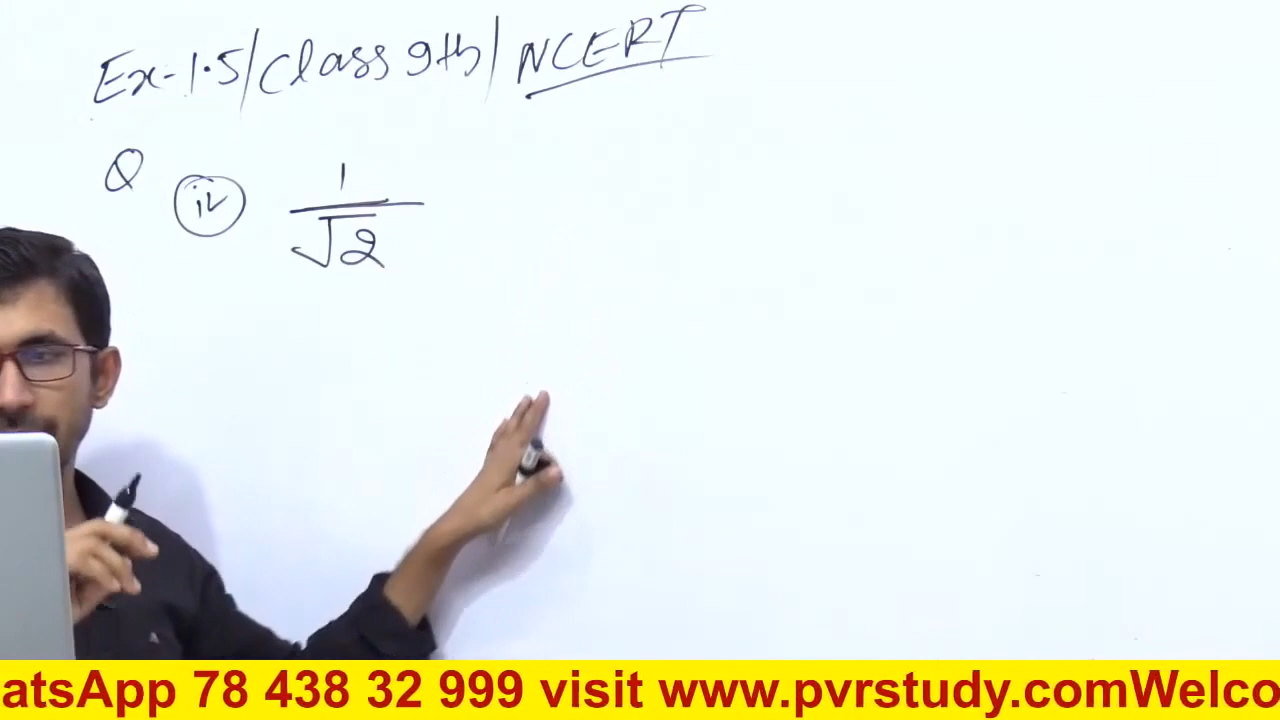 Ex-1.5/Class 9th/NCERT
Q (iv) 1/√2
atsApp 78 438 32 999 visit www.pvrstudy.comWelco